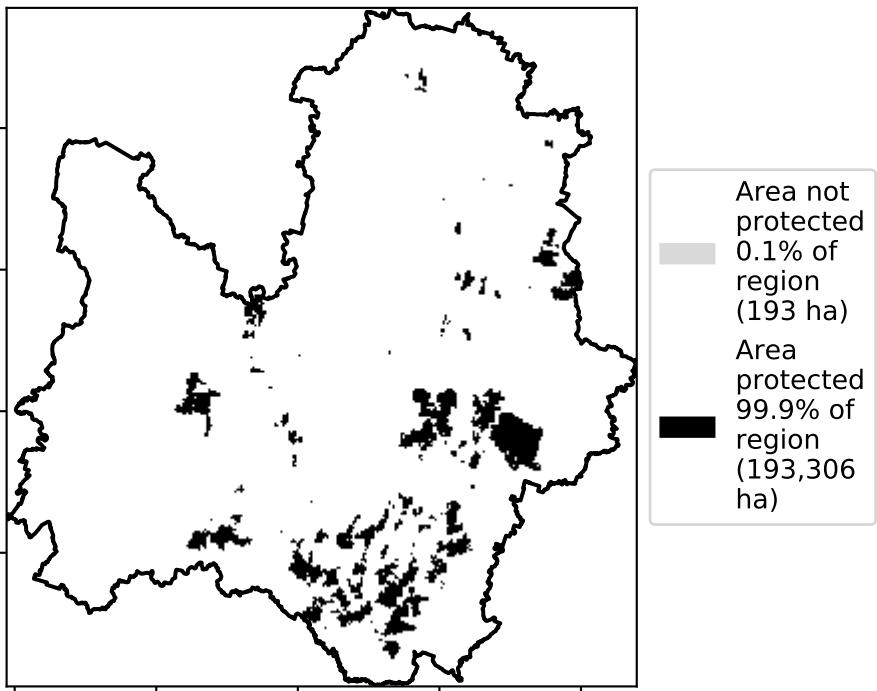 Area not
protected
0.1% of
region
(193 ha)
Area
protected
99.9% of
region
(193,306
ha)